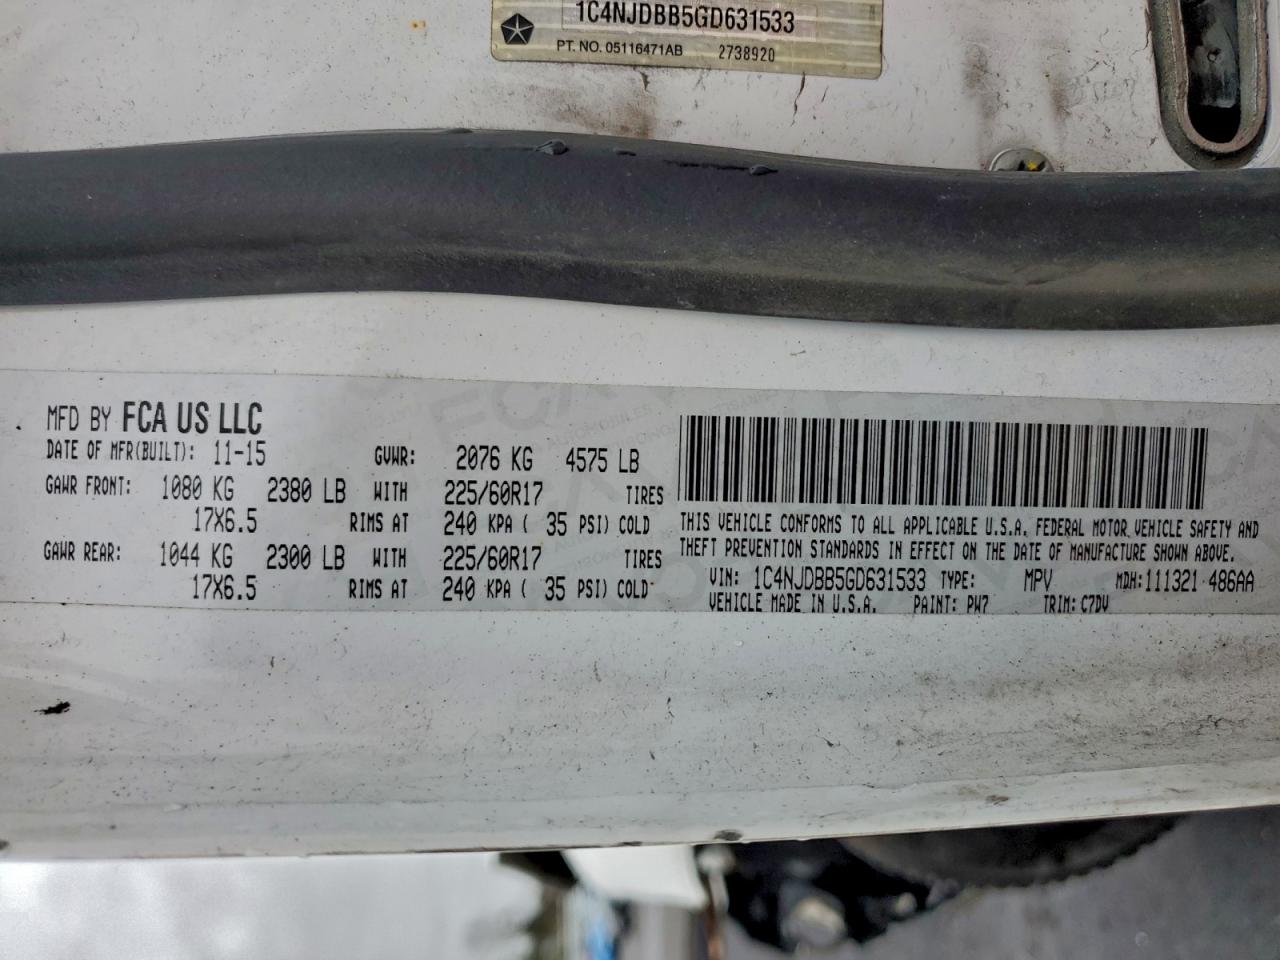 1C4NJDBB5GD631533
PT. NO. 05116471AB 2738920
MFD BY FCA US LLC
DATE OF MFR(BUILT): 11-15 GVWR: 2076 KG 4575 LB
GAWR FRONT: 1080 KG 2380 LB WITH 225/60R17 TIRES
17X6.5 RIMS AT 240 KPA ( 35 PSI) COLD
GAWR REAR: 1044 KG 2300 LB WITH 225/60R17 TIRES
17X6.5 RIMS AT 240 KPA ( 35 PSI) COLD
THIS VEHICLE CONFORMS TO ALL APPLICABLE U.S.A. FEDERAL MOTOR VEHICLE SAFETY AND
THEFT PREVENTION STANDARDS IN EFFECT ON THE DATE OF MANUFACTURE SHOWN ABOVE.
VIN: 1C4NJDBB5GD631533 TYPE: MPV MDH: 111321 486AA
VEHICLE MADE IN U.S.A. PAINT: PW7 TRIM: C7DV